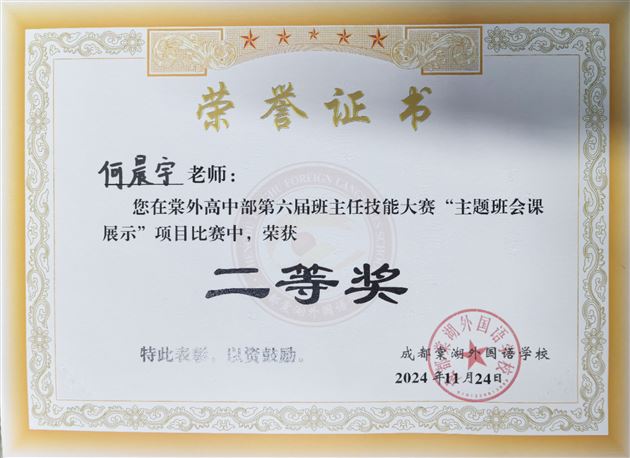 荣誉证书
何晨宇老师：
您在棠外高中部第六届班主任技能大赛“主题班会课
展示”项目比赛中，荣获
二等奖
特此表彰，以资鼓励。
成都棠湖外国语学校
2024年11月24日